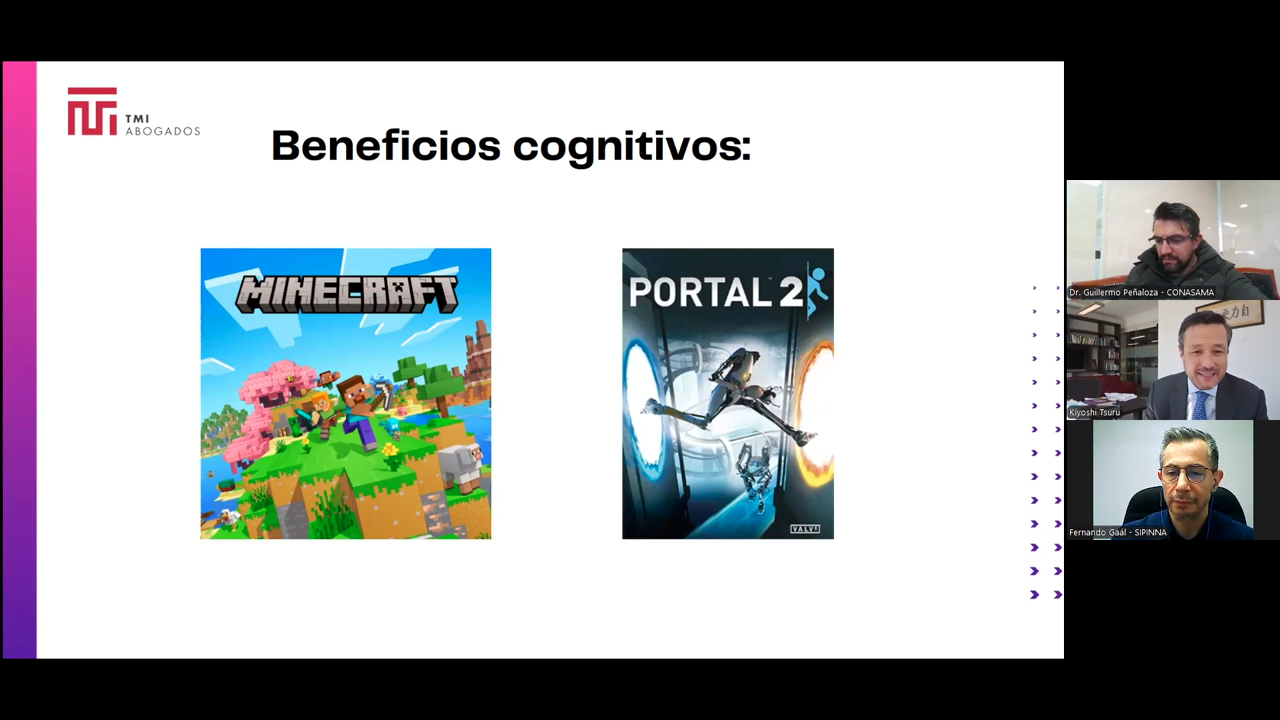 TMI
ABOGADOS
Beneficios cognitivos:
MINECRAFT
PORTAL 2
VALVE
Dr. Guillermo Peñaloza - CONASAMA
Kiyoshi Tsuru
Fernando Gaál - SIPINNA